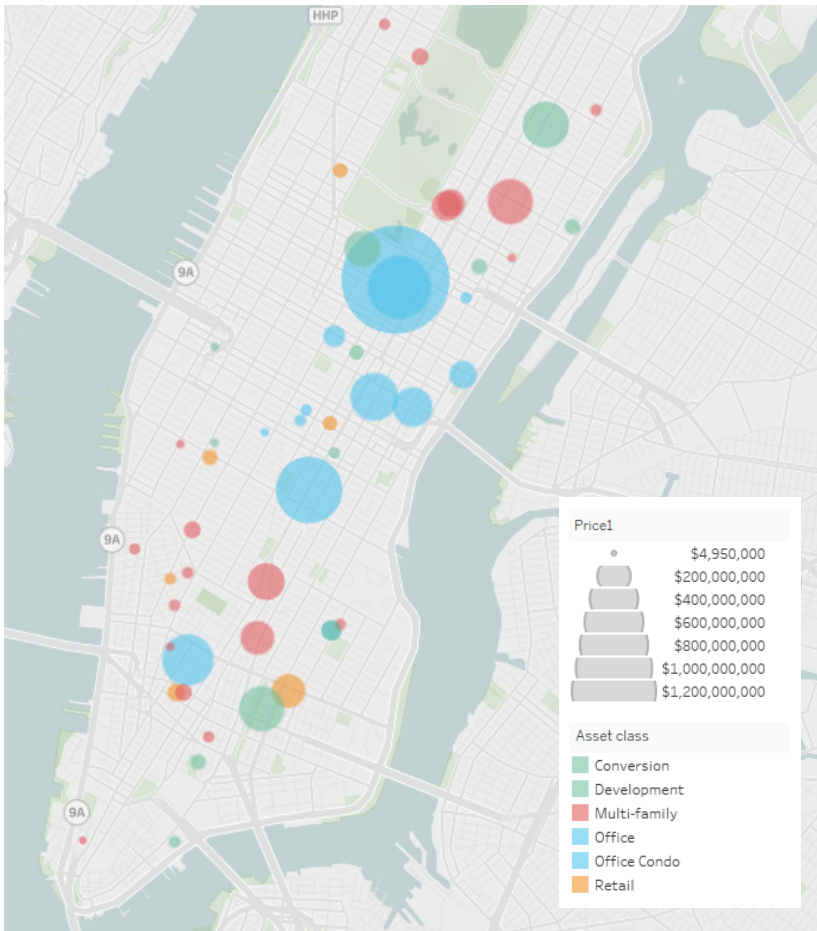 HHP
9A
9A
Price1
$4,950,000
$200,000,000
$400,000,000
$600,000,000
$800,000,000
$1,000,000,000
$1,200,000,000
Asset class
Conversion
Development
Multi-family
Office
Office Condo
Retail
9A